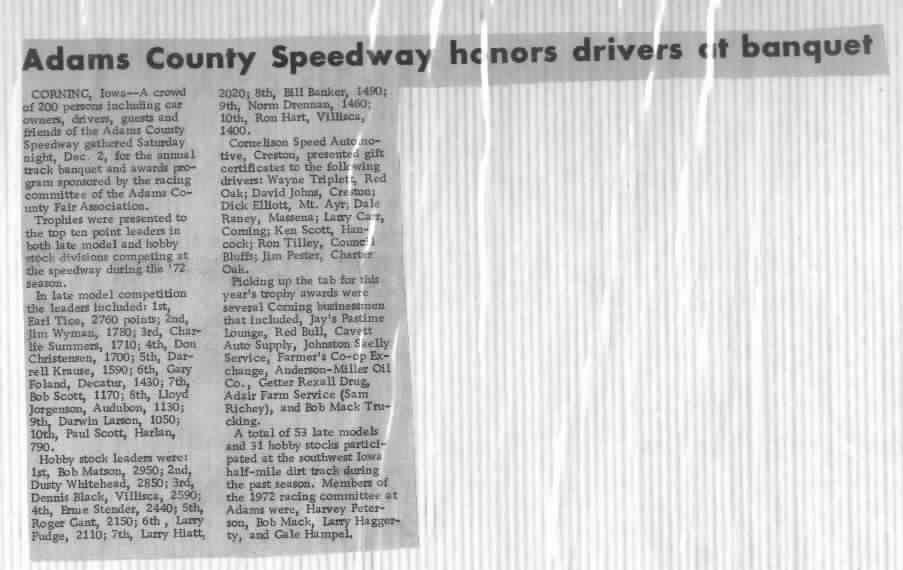 Adams County Speedway honors drivers at banquet
CORNING, Iowa--A crowd
of 200 persons including car
owners, drivers, guests and
friends of the Adams County
Speedway gathered Saturday
night, Dec. 2, for the annual
track banquet and awards pro-
gram sponsored by the racing
committee of the Adams Co-
unty Fair Association.
Trophies were presented to
the top ten point leaders in
both late model and hobby
stock divisions competing at
the speedway during the '72
season.
In late model competition
the leaders included: 1st,
Earl Tice, 2760 points; 2nd,
Jim Wyman, 1780; 3rd, Char-
lie Summers, 1710; 4th, Don
Christensen, 1700; 5th, Dar-
rell Krause, 1590; 6th, Gary
Foland, Decatur, 1430; 7th,
Bob Scott, 1170; 8th, Lloyd
Jorgenson, Audubon, 1130;
9th, Darwin Larson, 1050;
10th, Paul Scott, Harlan,
790.
Hobby stock leaders were:
1st, Bob Matson, 2950; 2nd,
Dusty Whitehead, 2850; 3rd,
Dennis Black, Villisca, 2590;
4th, Ernie Stender, 2440; 5th,
Roger Gant, 2150; 6th, Larry
Pudge, 2110; 7th, Larry Hiatt,
2020; 8th, Bill Banker, 1490;
9th, Norm Drennan, 1460;
10th, Ron Hart, Villisca,
1400.
Cornelison Speed Automo-
tive, Creston, presented gift
certificates to the following
drivers: Wayne Triplett, Red
Oak; David Johns, Creston;
Dick Elliott, Mt. Ayr; Dale
Raney, Massena; Larry Carr,
Corning; Ken Scott, Han-
cock; Ron Tilley, Council
Bluffs; Jim Pester, Charter
Oak.
Picking up the tab for this
year's trophy awards were
several Corning businessmen
that included, Jay's Pastime
Lounge, Red Bull, Cavett
Auto Supply, Johnston Skelly
Service, Farmer's Co-op Ex-
change, Anderson-Miller Oil
Co., Getter Rexall Drug,
Adair Farm Service (Sam
Richey), and Bob Mack Tru-
cking.
A total of 53 late models
and 31 hobby stocks partici-
pated at the southwest Iowa
half-mile dirt track during
the past season. Members of
the 1972 racing committee at
Adams were, Harvey Peter-
son, Bob Mack, Larry Hagger-
ty, and Gale Hampel.